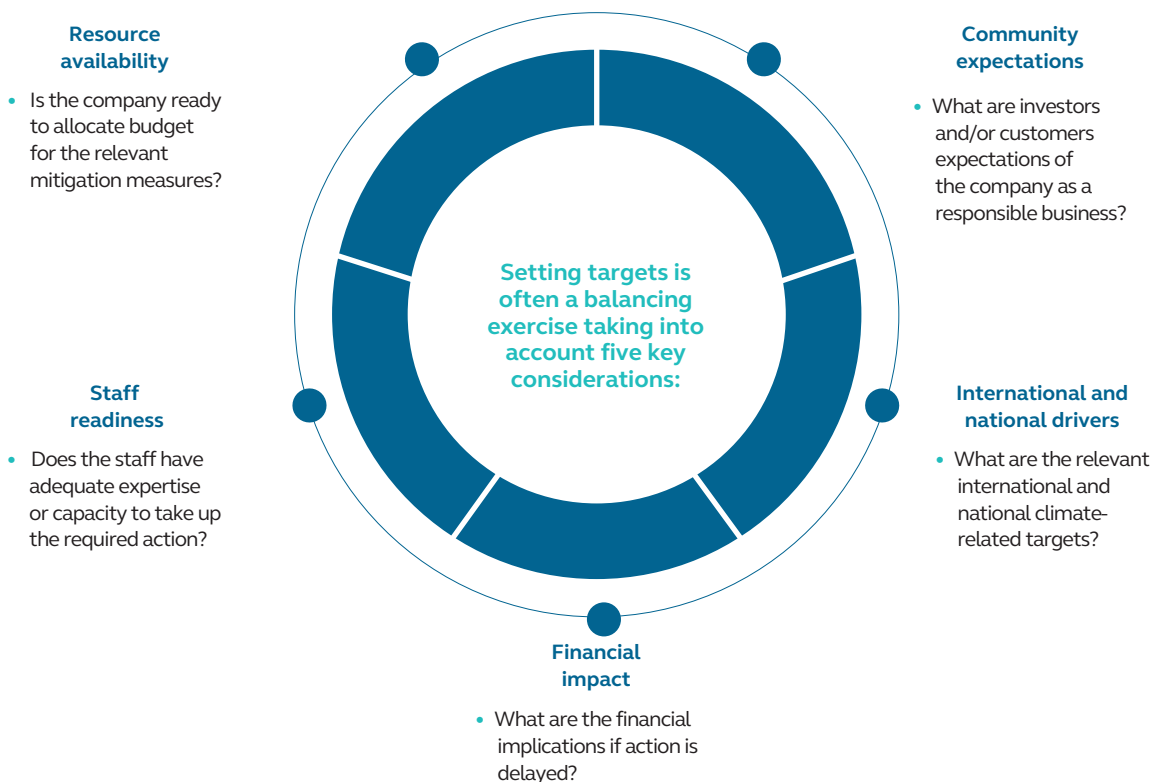 Resource
availability
• Is the company ready
to allocate budget
for the relevant
mitigation measures?
Community
expectations
• What are investors
and/or customers
expectations of
the company as a
responsible business?
Setting targets is
often a balancing
exercise taking into
account five key
considerations:
Staff
readiness
• Does the staff have
adequate expertise
or capacity to take up
the required action?
International and
national drivers
• What are the relevant
international and
national climate-
related targets?
Financial
impact
• What are the financial
implications if action is
delayed?